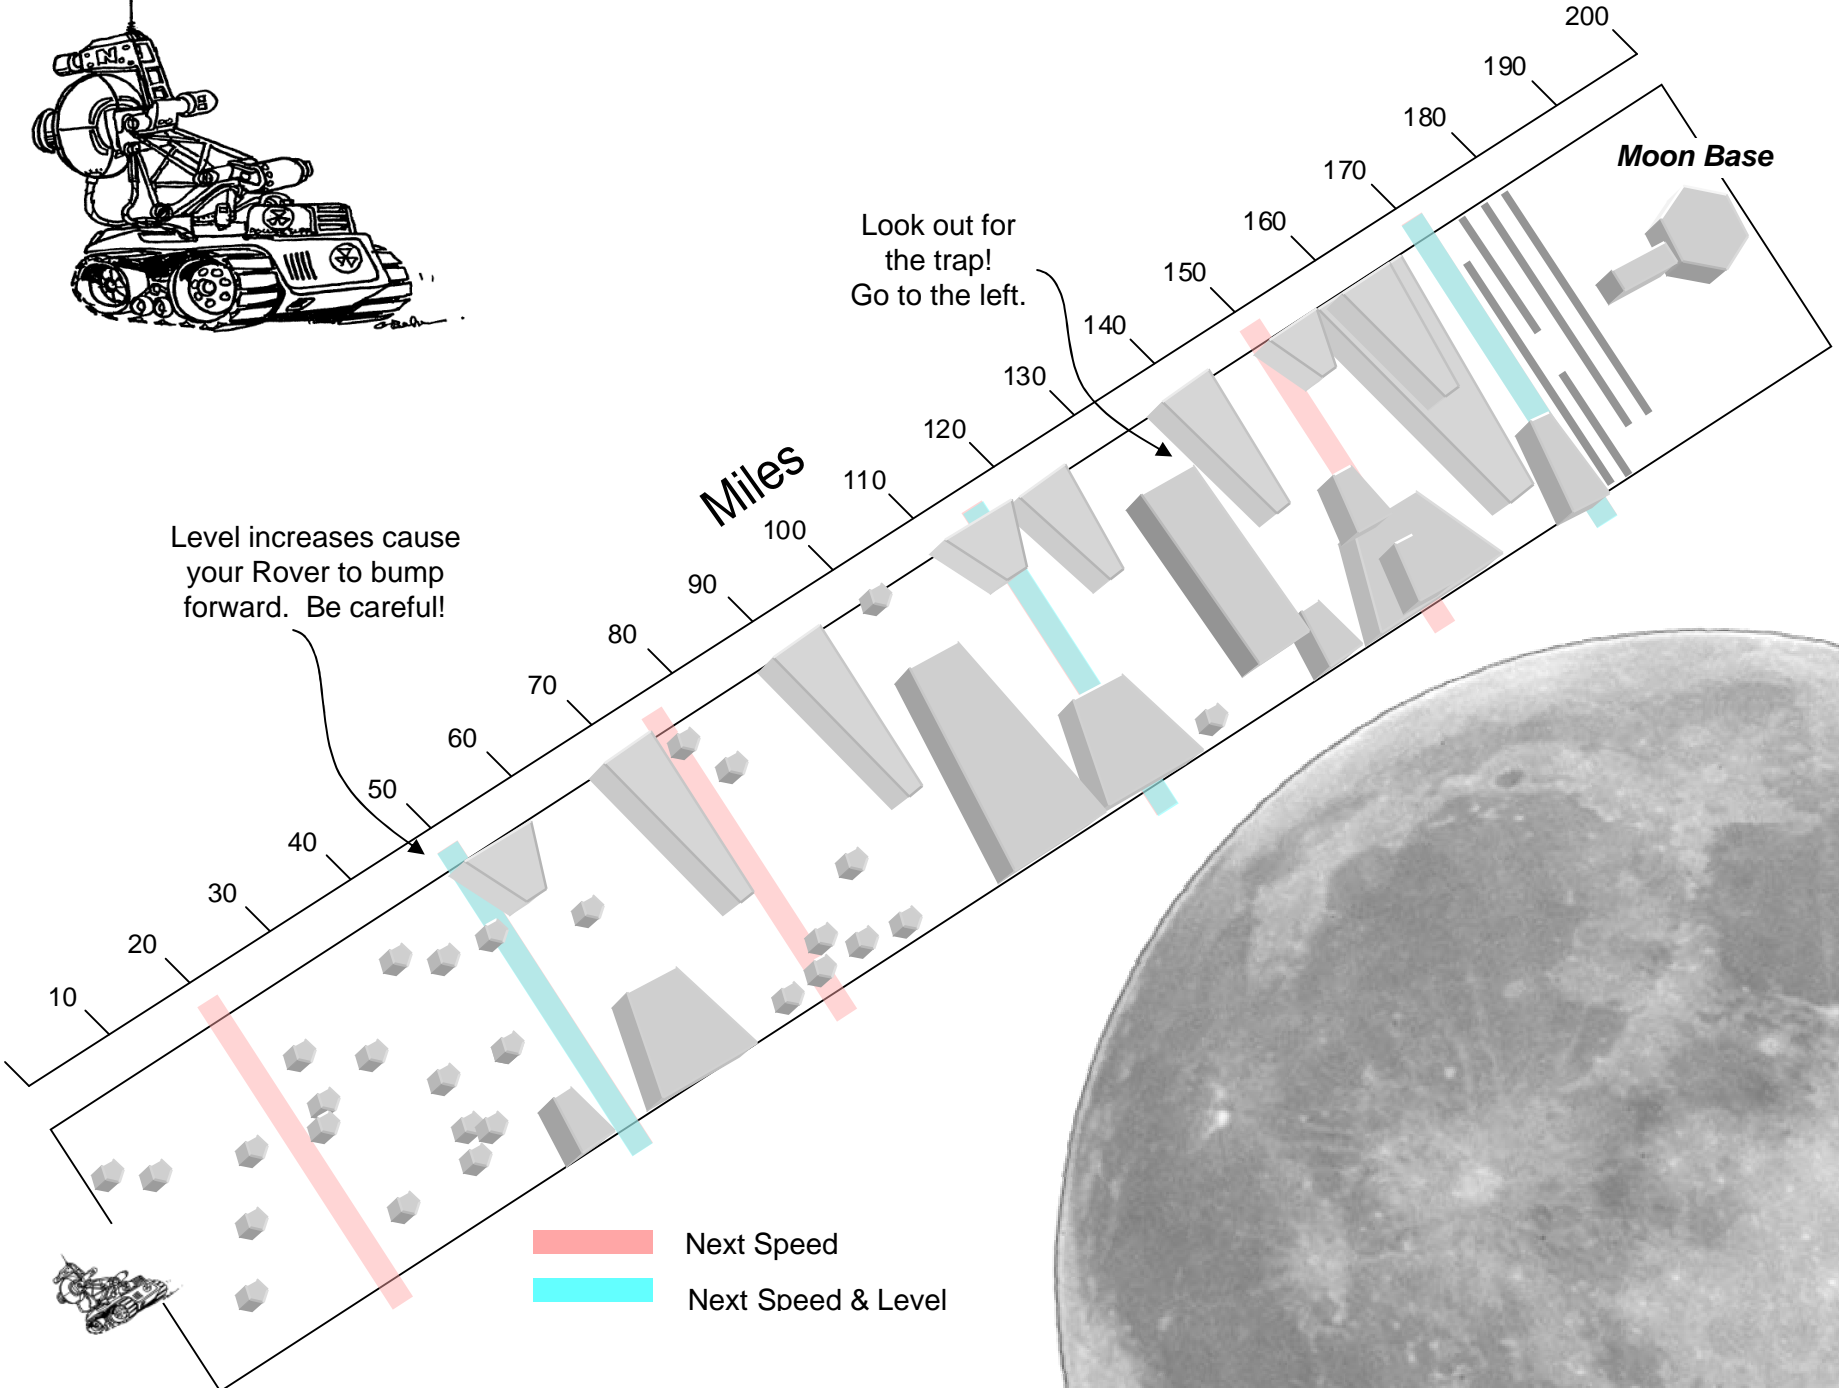 200
190
180
170
160
150
140
130
120
110
100
90
80
70
60
50
40
30
20
10
Moon Base
Look out for
the trap!
Go to the left.
Miles
Level increases cause
your Rover to bump
forward.  Be careful!
Next Speed
Next Speed & Level
N.